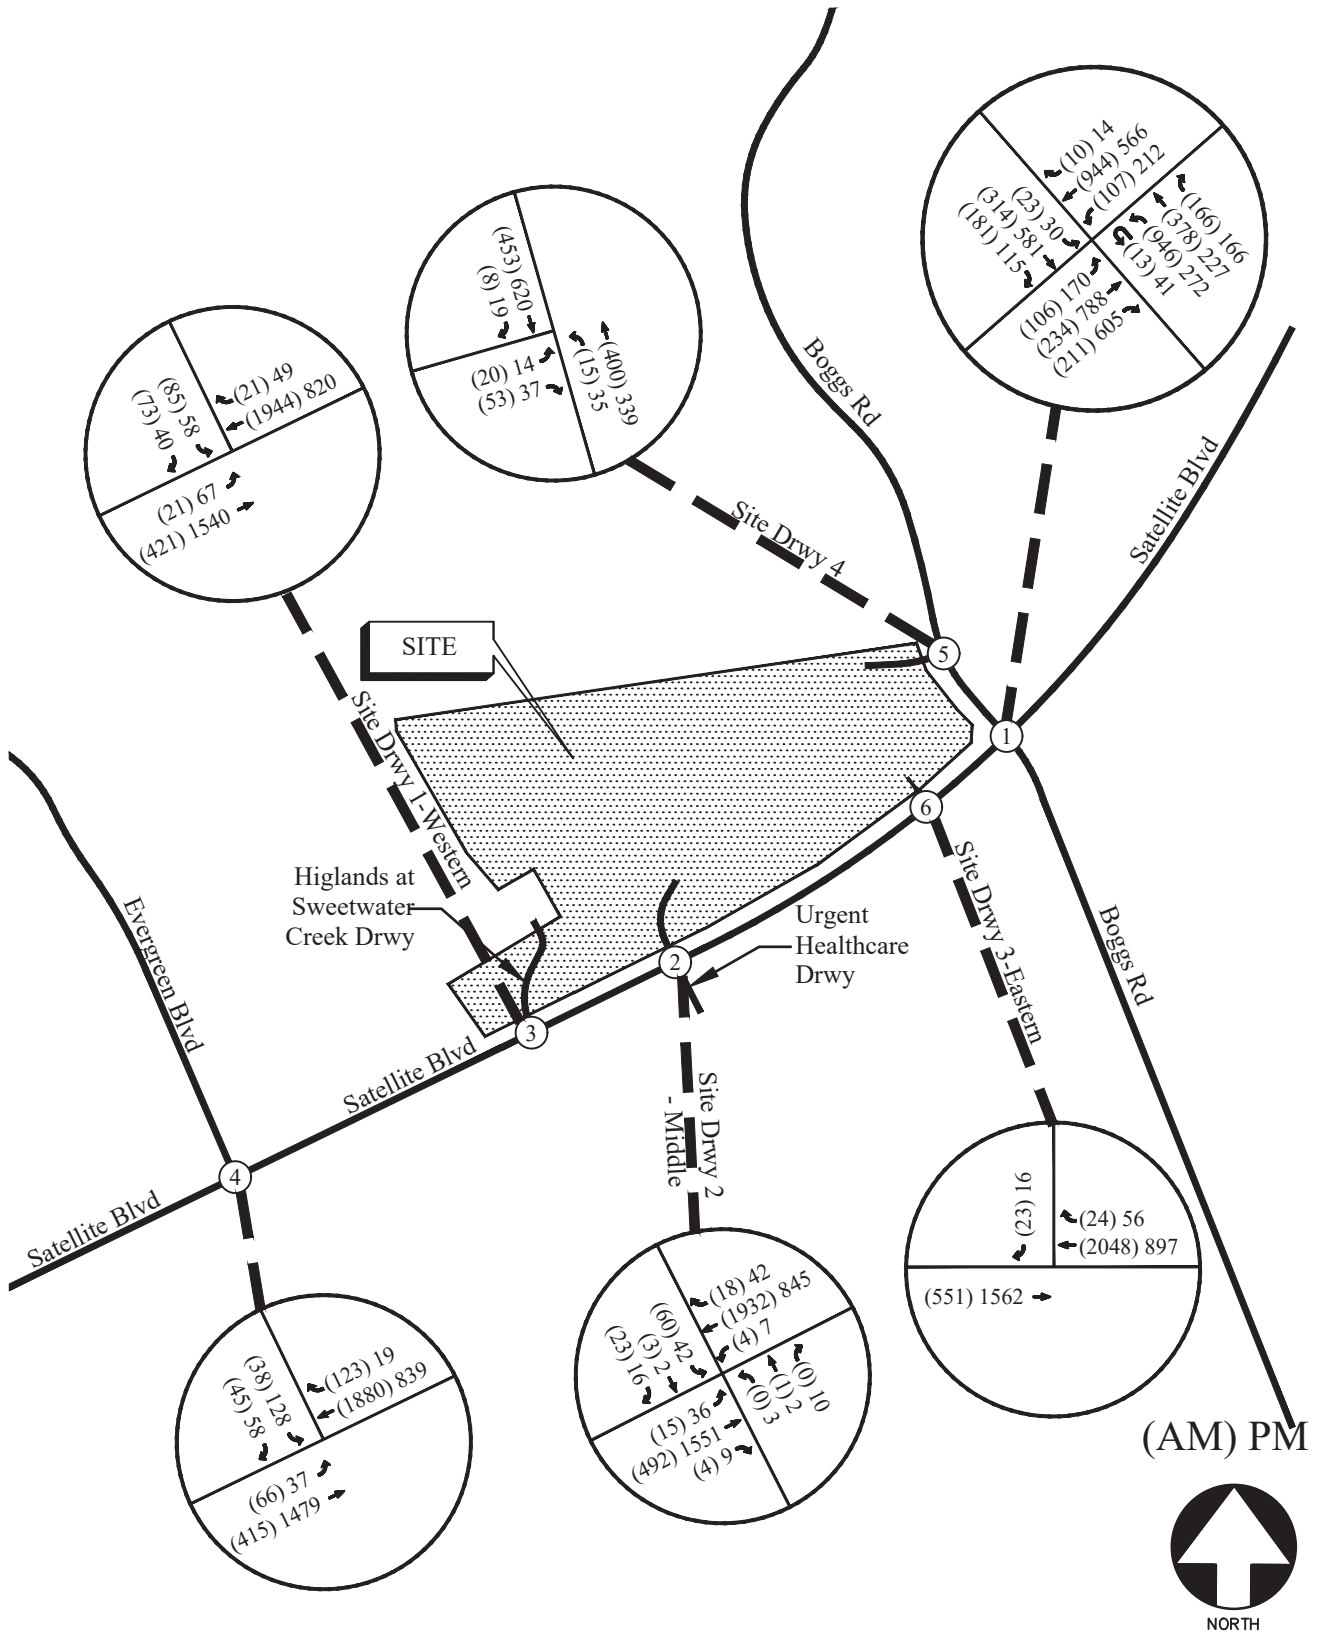 (10) 14
(944) 566
(107) 212
(23) 30
(314) 581
(181) 115
(166) 166
(378) 227
(946) 272
(13) 41
(106) 170
(234) 788
(211) 605
(453) 620
(8) 19
(20) 14
(53) 37
(400) 339
(15) 35
(21) 49
(1944) 820
(85) 58
(73) 40
(21) 67
(421) 1540
Boggs Rd
Satellite Blvd
Site Drwy 4
SITE
5
1
6
Site Drwy 1-Western
Higlands at
Sweetwater
Creek Drwy
Urgent
Healthcare
Drwy
Site Drwy 3-Eastern
Boggs Rd
Evergreen Blvd
2
3
Satellite Blvd
4
Satellite Blvd
Site Drwy 2
- Middle
(23) 16
(24) 56
(2048) 897
(551) 1562
(18) 42
(1932) 845
(4) 7
(60) 42
(3) 2
(23) 16
(0) 10
(1) 2
(0) 3
(15) 36
(492) 1551
(4) 9
(123) 19
(1880) 839
(38) 128
(45) 58
(66) 37
(415) 1479
(AM) PM
NORTH